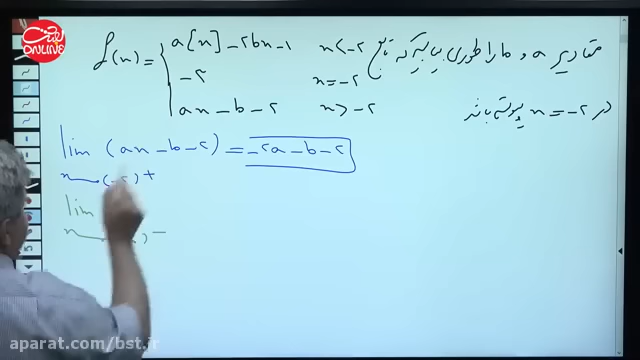 مقادیر a و b را طوری بیابید که تابع
f(x) = { a[x] -۲bx -۱    x<-۲
-۲    x=-۲
ax -b -۲    x>-۲
در x=-۲ پیوسته باشد
lim (ax -b -۲) = -۲a -b -۲
x→(-۲)+
lim
ONLINE
aparat.com/bst.ir